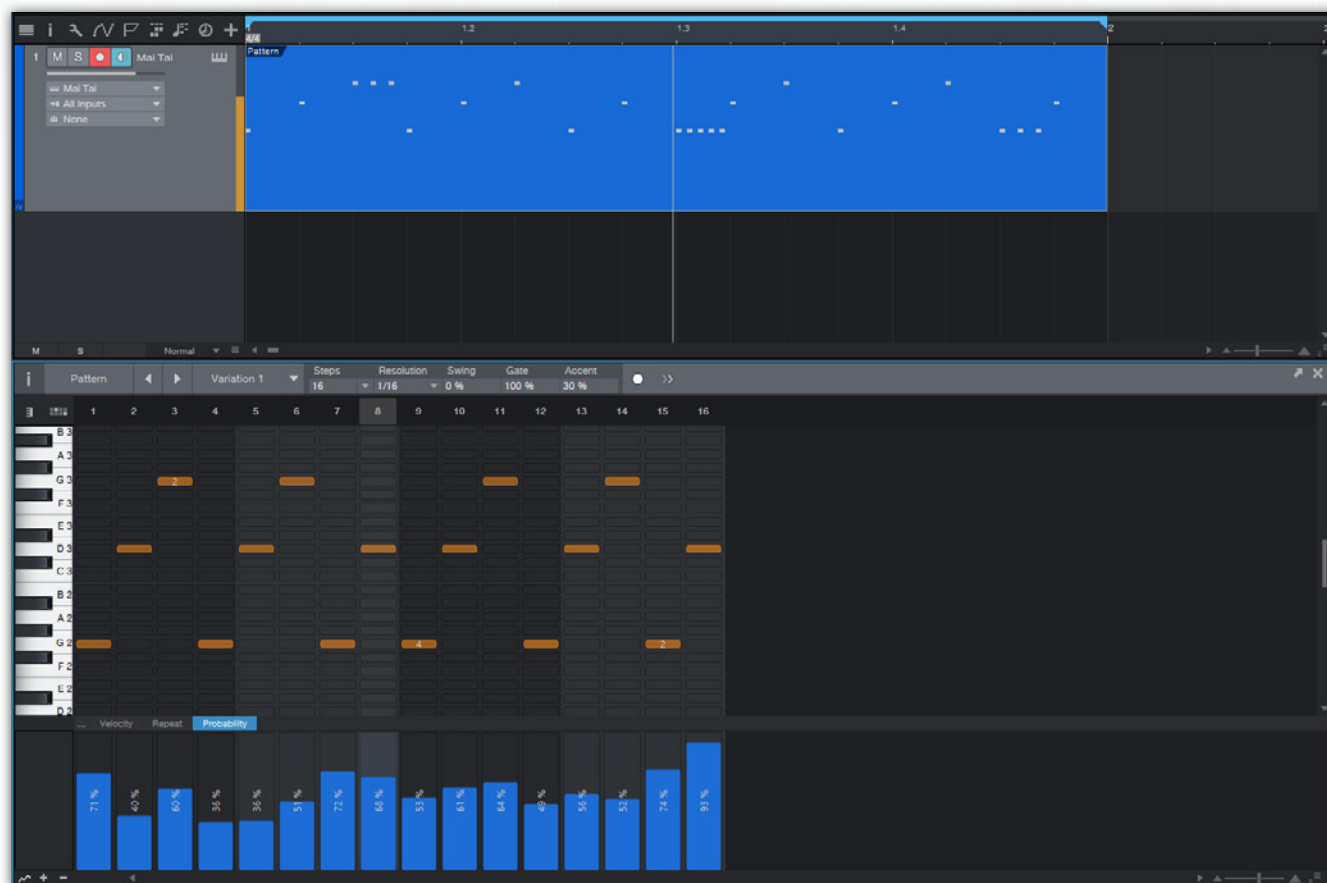 1.2 1.3 1.4 2
4/4
1 M S Mai Tai
Pattern
Mai Tai
All Inputs
None
M S Normal
Pattern Variation 1 Steps Resolution Swing Gate Accent
16 1/16 0 % 100 % 30 %
1 2 3 4 5 6 7 8 9 10 11 12 13 14 15 16
B 3
A 3
G 3 2
F 3
E 3
D 3
C 3
B 2
A 2
G 2 4 2
F 2
E 2
D 2
... Velocity Repeat Probability
71 % 40 % 60 % 36 % 36 % 51 % 72 % 68 % 53 % 61 % 64 % 49 % 56 % 52 % 74 % 93 %